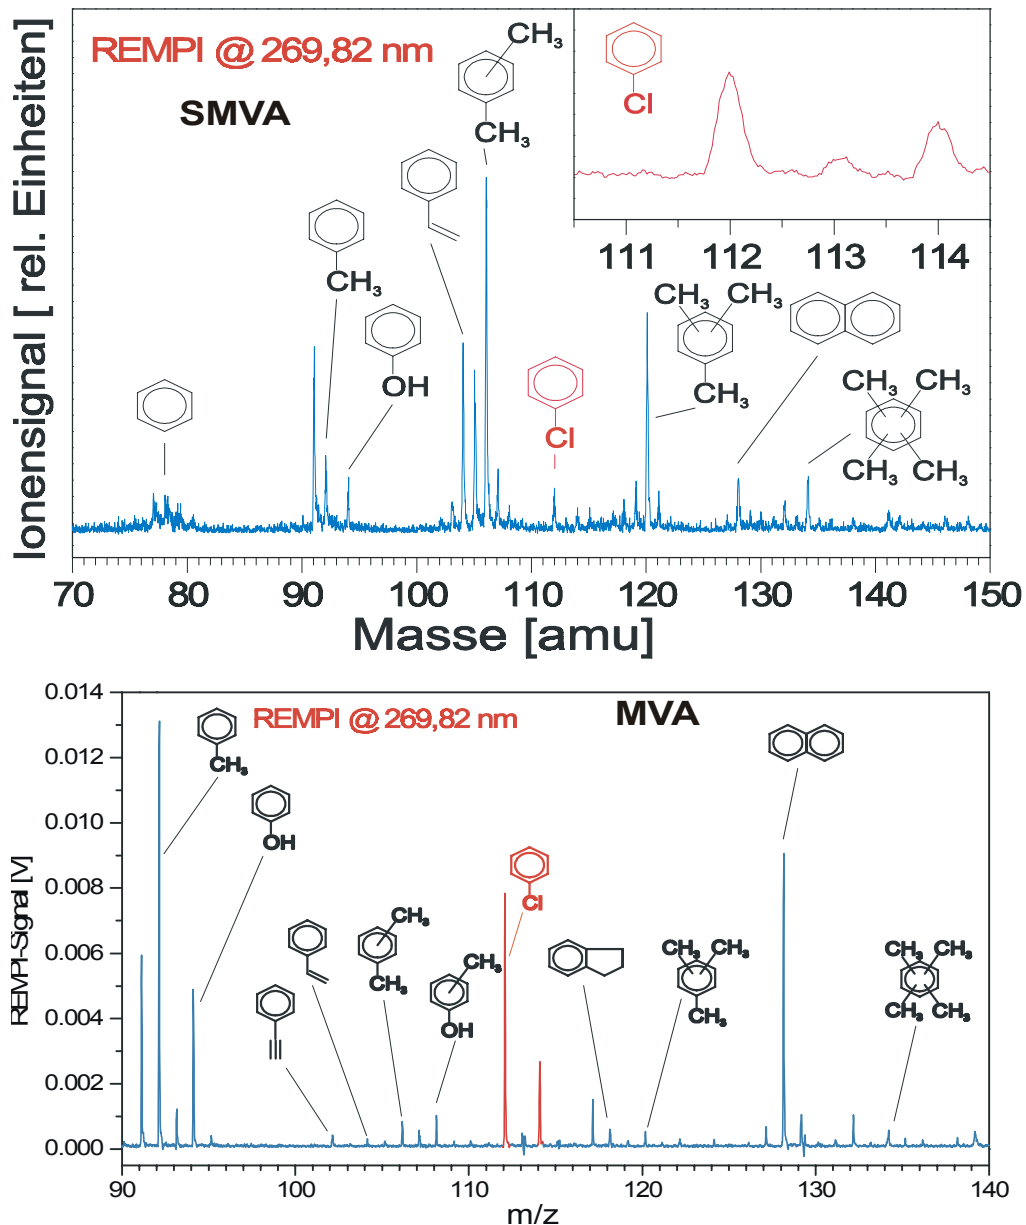 Ionensignal [ rel. Einheiten]
REMPI @ 269,82 nm
SMVA
CH₃
CH₃
CH₃
OH
Cl
Cl
111 112 113 114
CH₃ CH₃
CH₃
CH₃ CH₃
CH₃ CH₃
70 80 90 100 110 120 130 140 150
Masse [amu]
REMPI-Signal [V]
0.014
0.012
0.010
0.008
0.006
0.004
0.002
0.000
REMPI @ 269,82 nm
MVA
CH₃
OH
CH₃
CH₃
CH₃
OH
Cl
CH₃ CH₃
CH₃
CH₃ CH₃
CH₃ CH₃
90 100 110 120 130 140
m/z